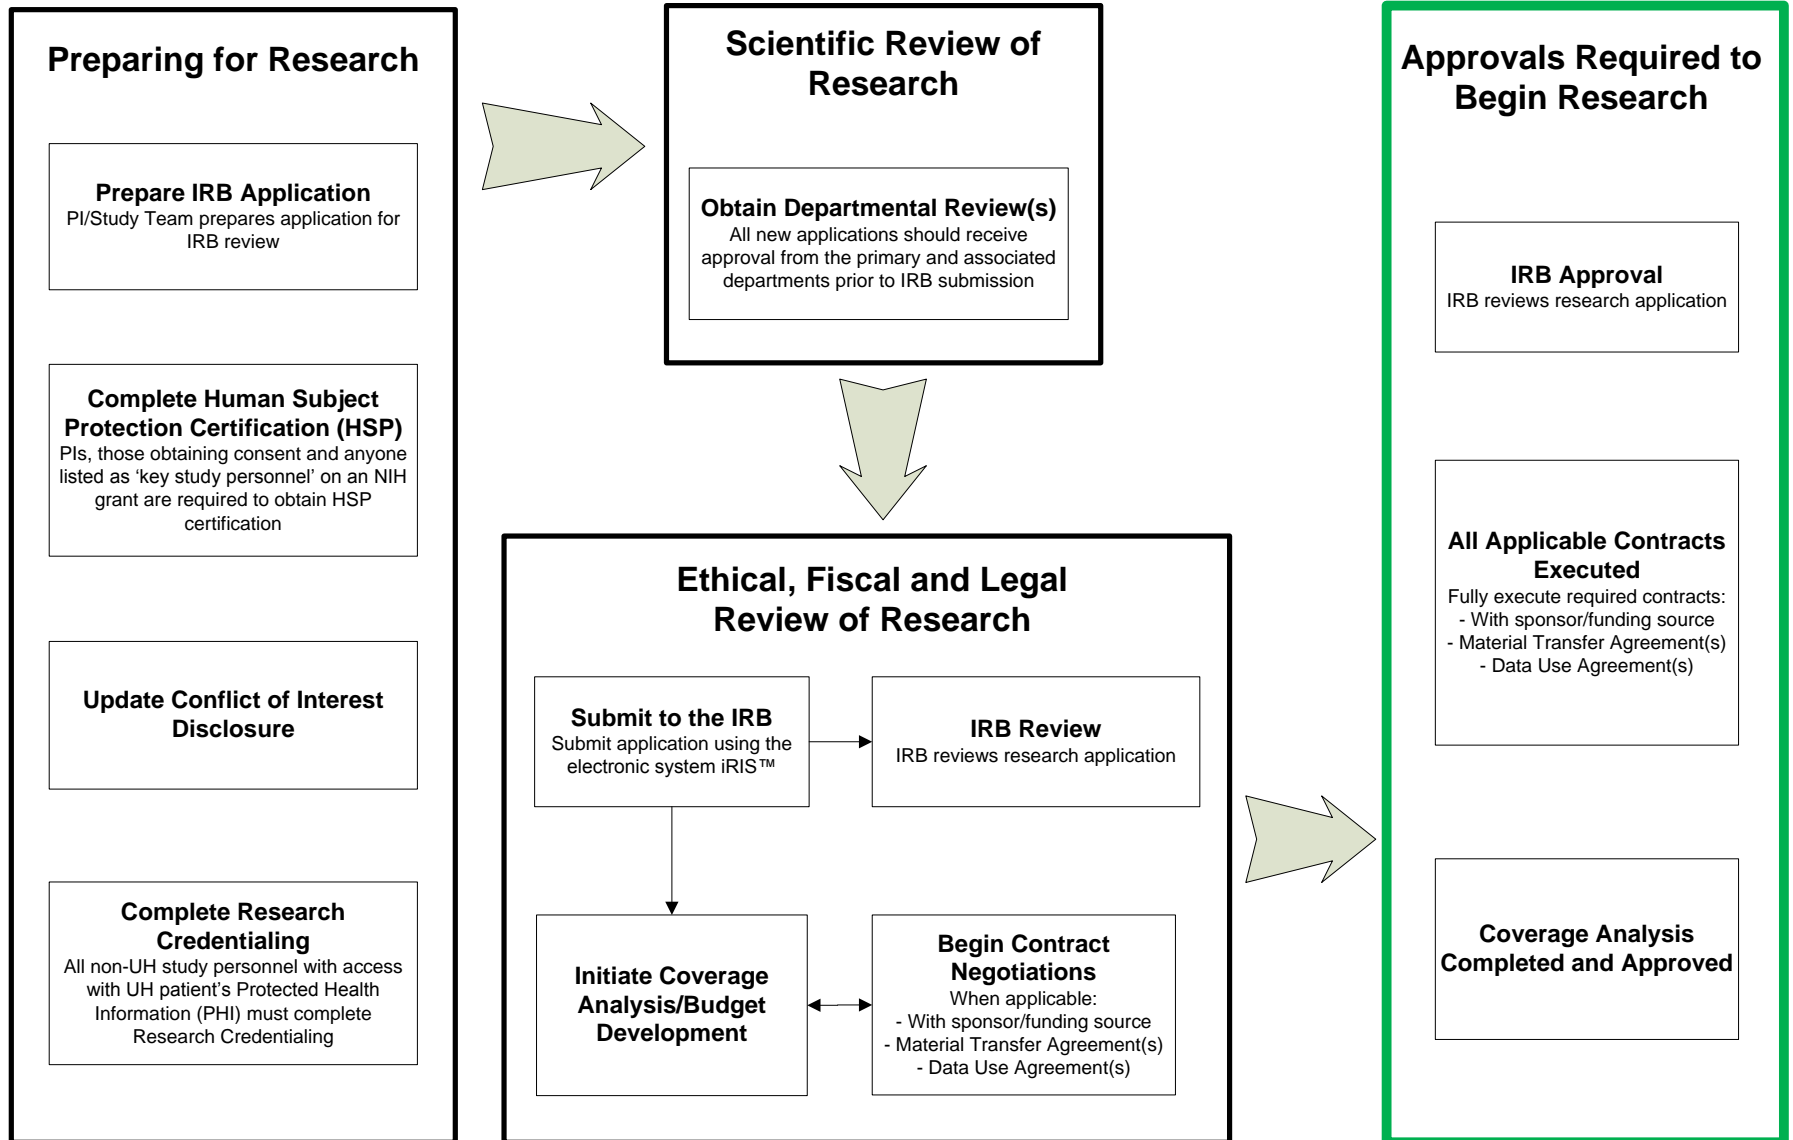 Preparing for Research
Prepare IRB Application
PI/Study Team prepares application for
IRB review
Complete Human Subject
Protection Certification (HSP)
PIs, those obtaining consent and anyone
listed as ‘key study personnel’ on an NIH
grant are required to obtain HSP
certification
Update Conflict of Interest
Disclosure
Complete Research
Credentialing
All non-UH study personnel with access
with UH patient’s Protected Health
Information (PHI) must complete
Research Credentialing
Scientific Review of
Research
Obtain Departmental Review(s)
All new applications should receive
approval from the primary and associated
departments prior to IRB submission
Ethical, Fiscal and Legal
Review of Research
Submit to the IRB
Submit application using the
electronic system iRIS™
IRB Review
IRB reviews research application
Initiate Coverage
Analysis/Budget
Development
Begin Contract
Negotiations
When applicable:
- With sponsor/funding source
- Material Transfer Agreement(s)
- Data Use Agreement(s)
Approvals Required to
Begin Research
IRB Approval
IRB reviews research application
All Applicable Contracts
Executed
Fully execute required contracts:
- With sponsor/funding source
- Material Transfer Agreement(s)
- Data Use Agreement(s)
Coverage Analysis
Completed and Approved